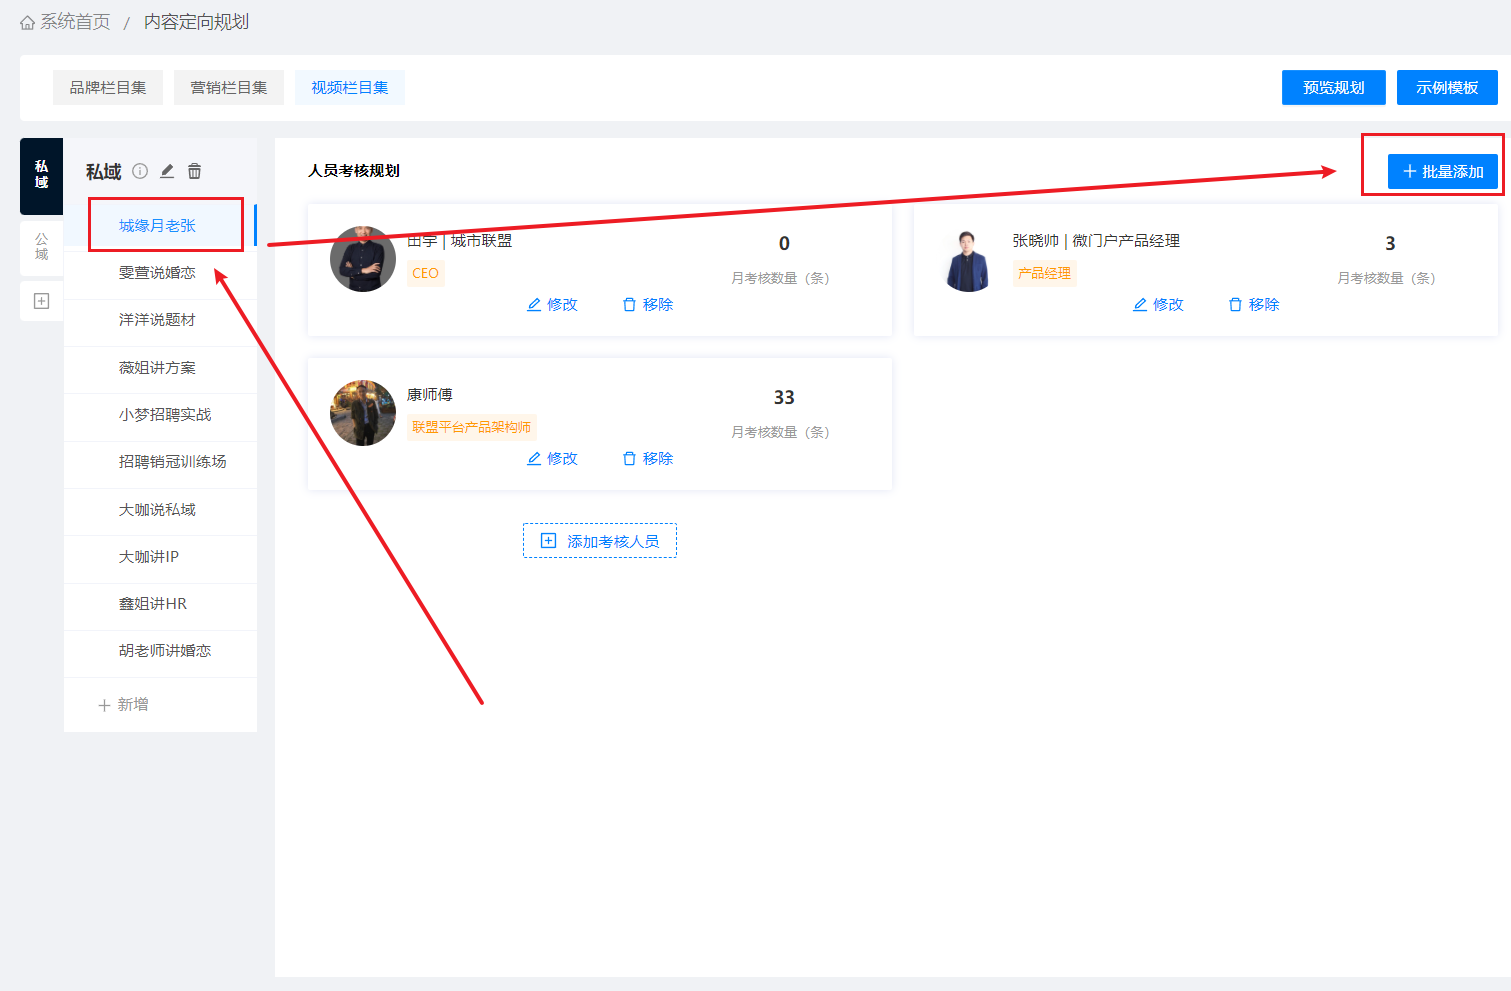 系统首页 / 内容定向规划
品牌栏目集 营销栏目集 视频栏目集 预览规划 示例模板
私域
公域
私域
城缘月老张
雯萱说婚恋
洋洋说题材
薇姐讲方案
小梦招聘实战
招聘销冠训练场
大咖说私域
大咖讲IP
鑫姐讲HR
胡老师讲婚恋
新增
人员考核规划 批量添加
田宇 | 城市联盟
CEO
0
月考核数量（条）
修改 移除
张晓帅 | 微门户产品经理
产品经理
3
月考核数量（条）
修改 移除
康师傅
联盟平台产品架构师
33
月考核数量（条）
修改 移除
添加考核人员